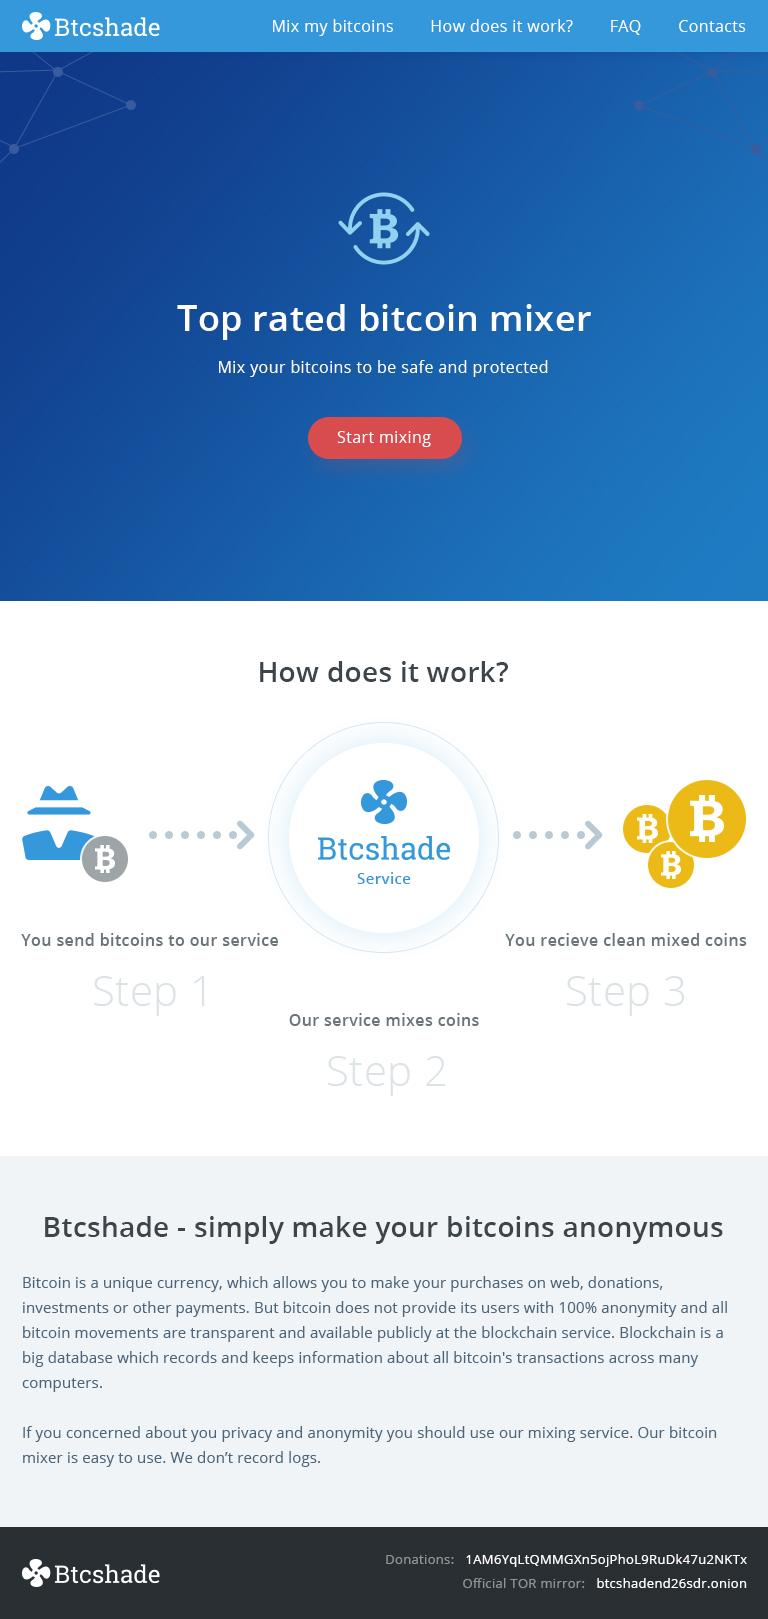 Btcshade
Mix my bitcoins How does it work? FAQ Contacts
Top rated bitcoin mixer
Mix your bitcoins to be safe and protected
Start mixing
How does it work?
Btcshade
Service
You send bitcoins to our service
Step 1
Our service mixes coins
Step 2
You recieve clean mixed coins
Step 3
Btcshade - simply make your bitcoins anonymous
Bitcoin is a unique currency, which allows you to make your purchases on web, donations,
investments or other payments. But bitcoin does not provide its users with 100% anonymity and all
bitcoin movements are transparent and available publicly at the blockchain service. Blockchain is a
big database which records and keeps information about all bitcoin's transactions across many
computers.
If you concerned about you privacy and anonymity you should use our mixing service. Our bitcoin
mixer is easy to use. We don’t record logs.
Btcshade
Donations: 1AM6YqLtQMMGXn5ojPhoL9RuDk47u2NKTx
Official TOR mirror: btcshadend26sdr.onion